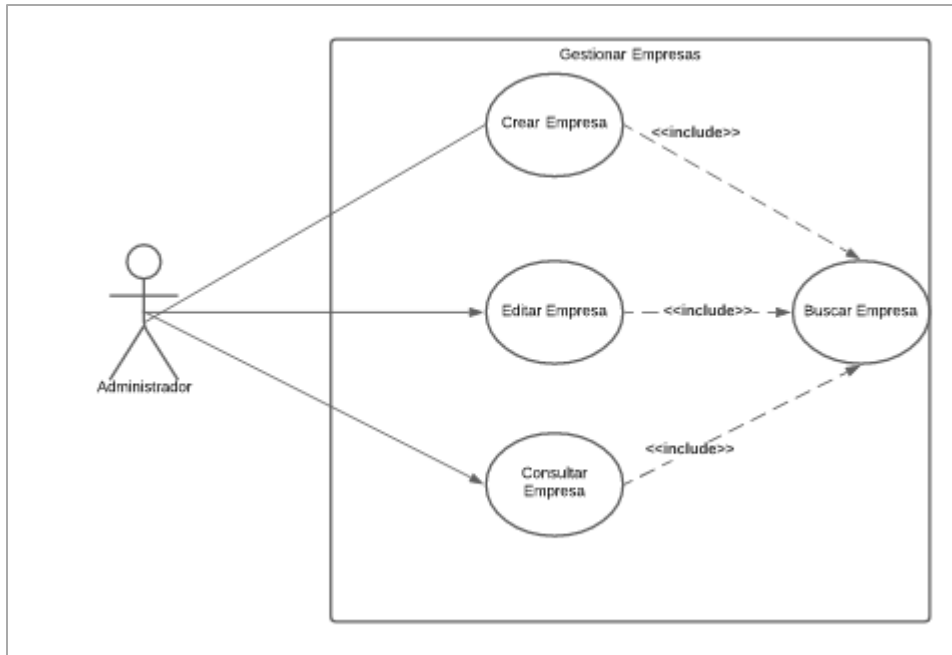 Gestionar Empresas
Crear Empresa
<<include>>
Editar Empresa
<<include>>
Buscar Empresa
Administrador
<<include>>
Consultar
Empresa